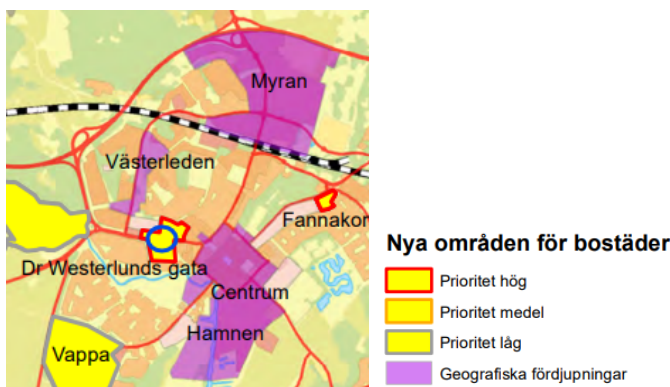 Myran
Västerleden
Fannakor
Dr Westerlunds gata
Centrum
Hamnen
Vappa
Nya områden för bostäder
Prioritet hög
Prioritet medel
Prioritet låg
Geografiska fördjupningar